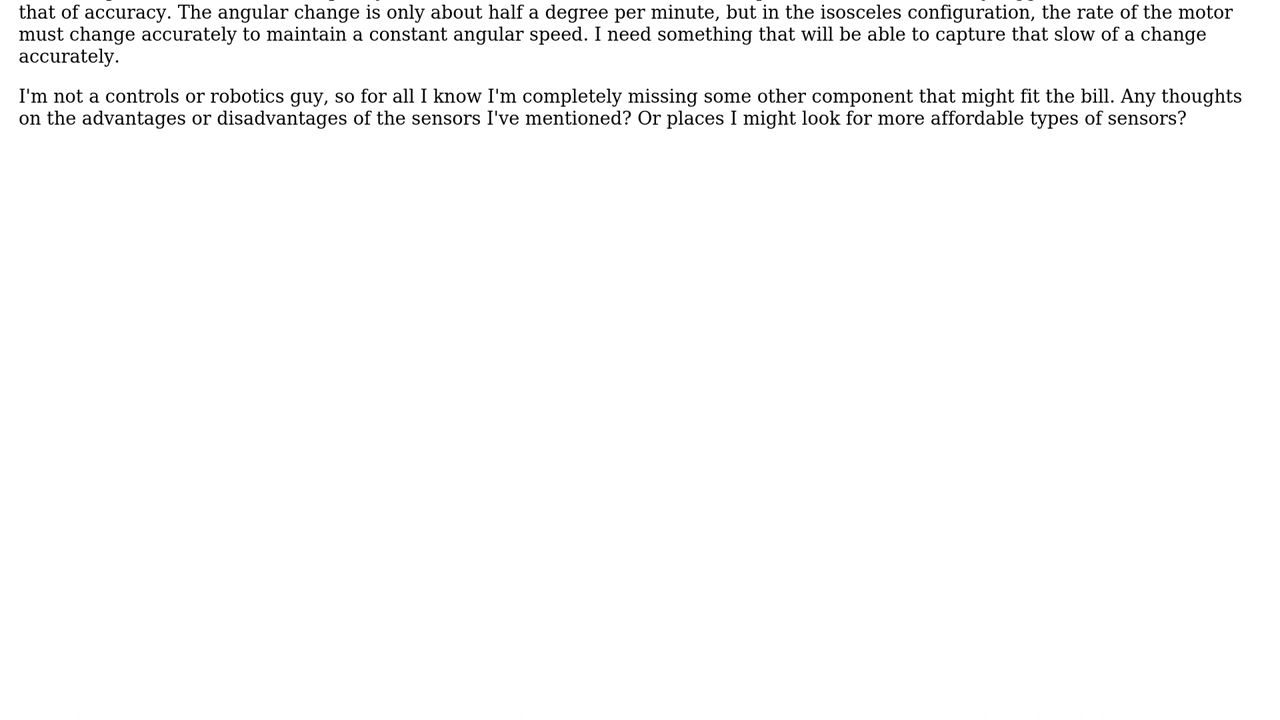 that of accuracy. The angular change is only about half a degree per minute, but in the isosceles configuration, the rate of the motor
must change accurately to maintain a constant angular speed. I need something that will be able to capture that slow of a change
accurately.
I'm not a controls or robotics guy, so for all I know I'm completely missing some other component that might fit the bill. Any thoughts
on the advantages or disadvantages of the sensors I've mentioned? Or places I might look for more affordable types of sensors?